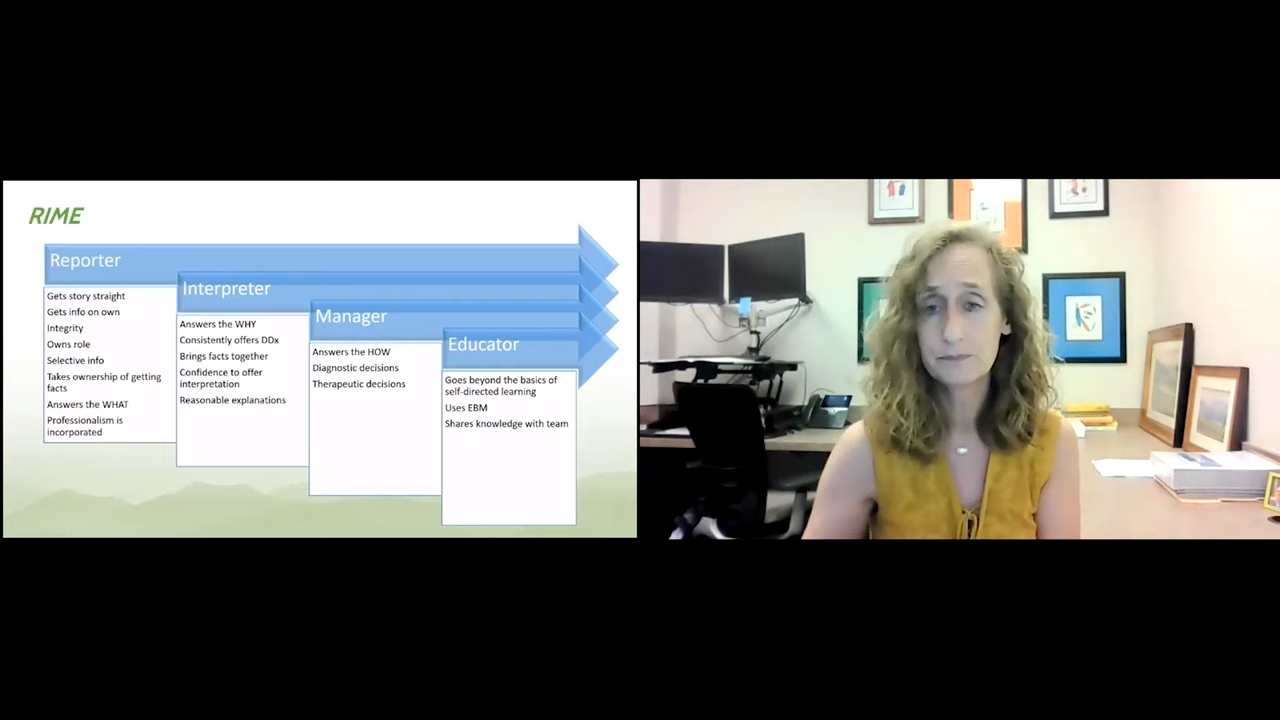 RIME
Reporter
Gets story straight
Gets info on own
Integrity
Owns role
Selective info
Takes ownership of getting
facts
Answers the WHAT
Professionalism is
incorporated
Interpreter
Answers the WHY
Consistently offers DDx
Brings facts together
Confidence to offer
interpretation
Reasonable explanations
Manager
Answers the HOW
Diagnostic decisions
Therapeutic decisions
Educator
Goes beyond the basics of
self-directed learning
Uses EBM
Shares knowledge with team